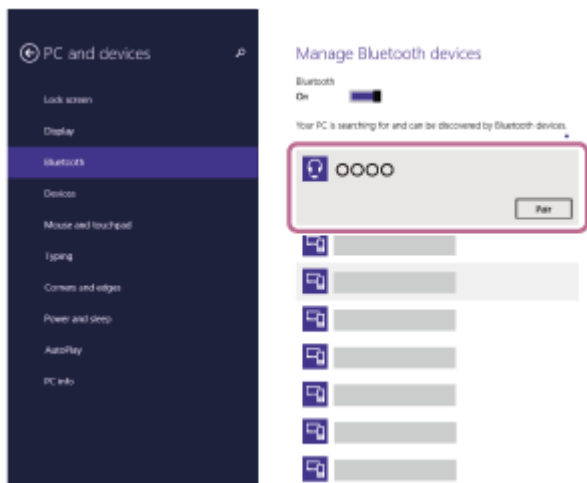 PC and devices
Lock screen
Display
Bluetooth
Devices
Mouse and touchpad
Typing
Corners and edges
Power and sleep
AutoPlay
PC info
Manage Bluetooth devices
Bluetooth
On
Your PC is searching for and can be discovered by Bluetooth devices.
OOOO
Pair